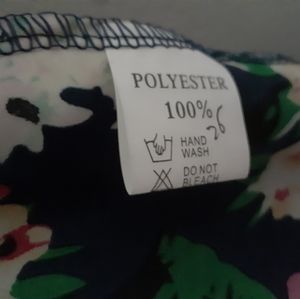 POLYESTER
100%
26
HAND
WASH
DO NOT
BLEACH